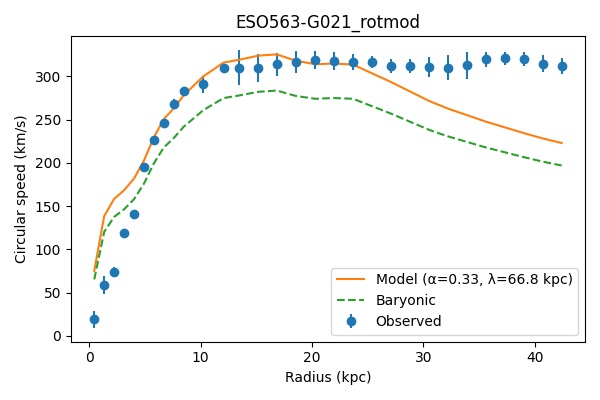 ESO563-G021_rotmod
Circular speed (km/s)
300
250
200
150
100
50
0
Model (α=0.33, λ=66.8 kpc)
Baryonic
Observed
0 10 20 30 40
Radius (kpc)